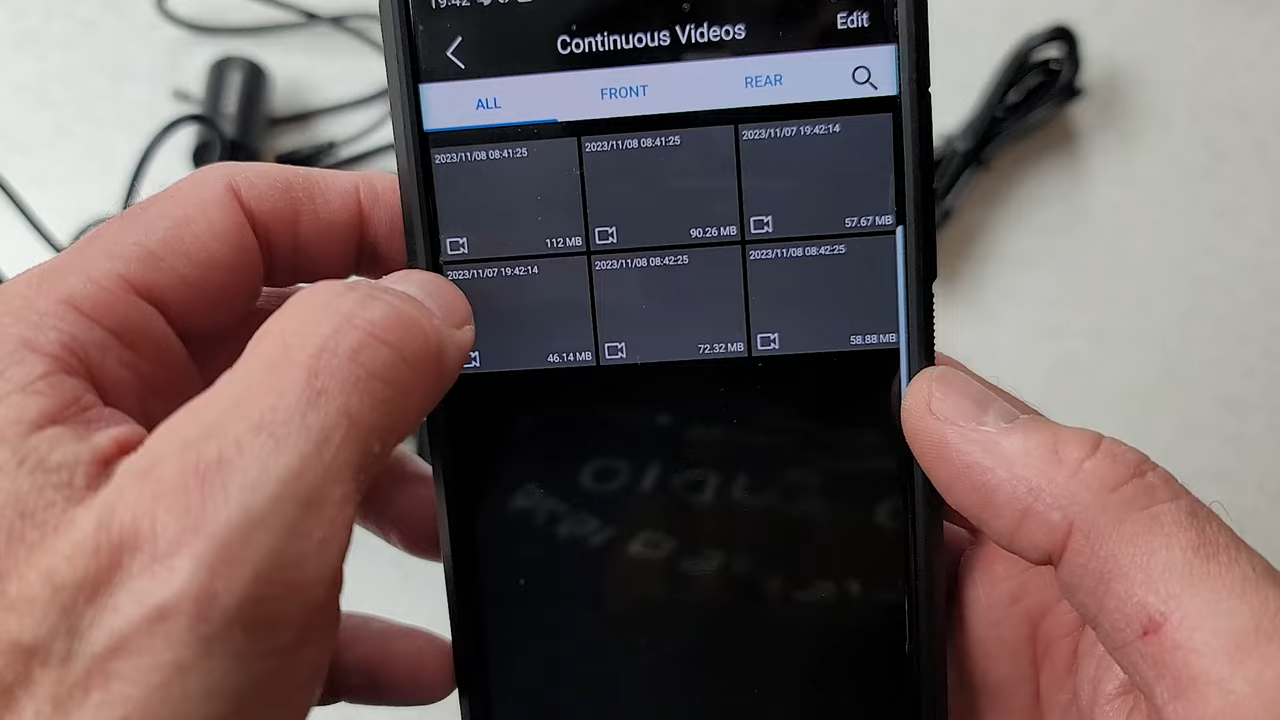 19:42
Continuous Videos
Edit
ALL
FRONT
REAR
2023/11/08 08:41:25
112 MB
2023/11/08 08:41:25
90.26 MB
2023/11/07 19:42:14
57.67 MB
2023/11/07 19:42:14
46.14 MB
2023/11/08 08:42:25
72.32 MB
2023/11/08 08:42:25
58.88 MB